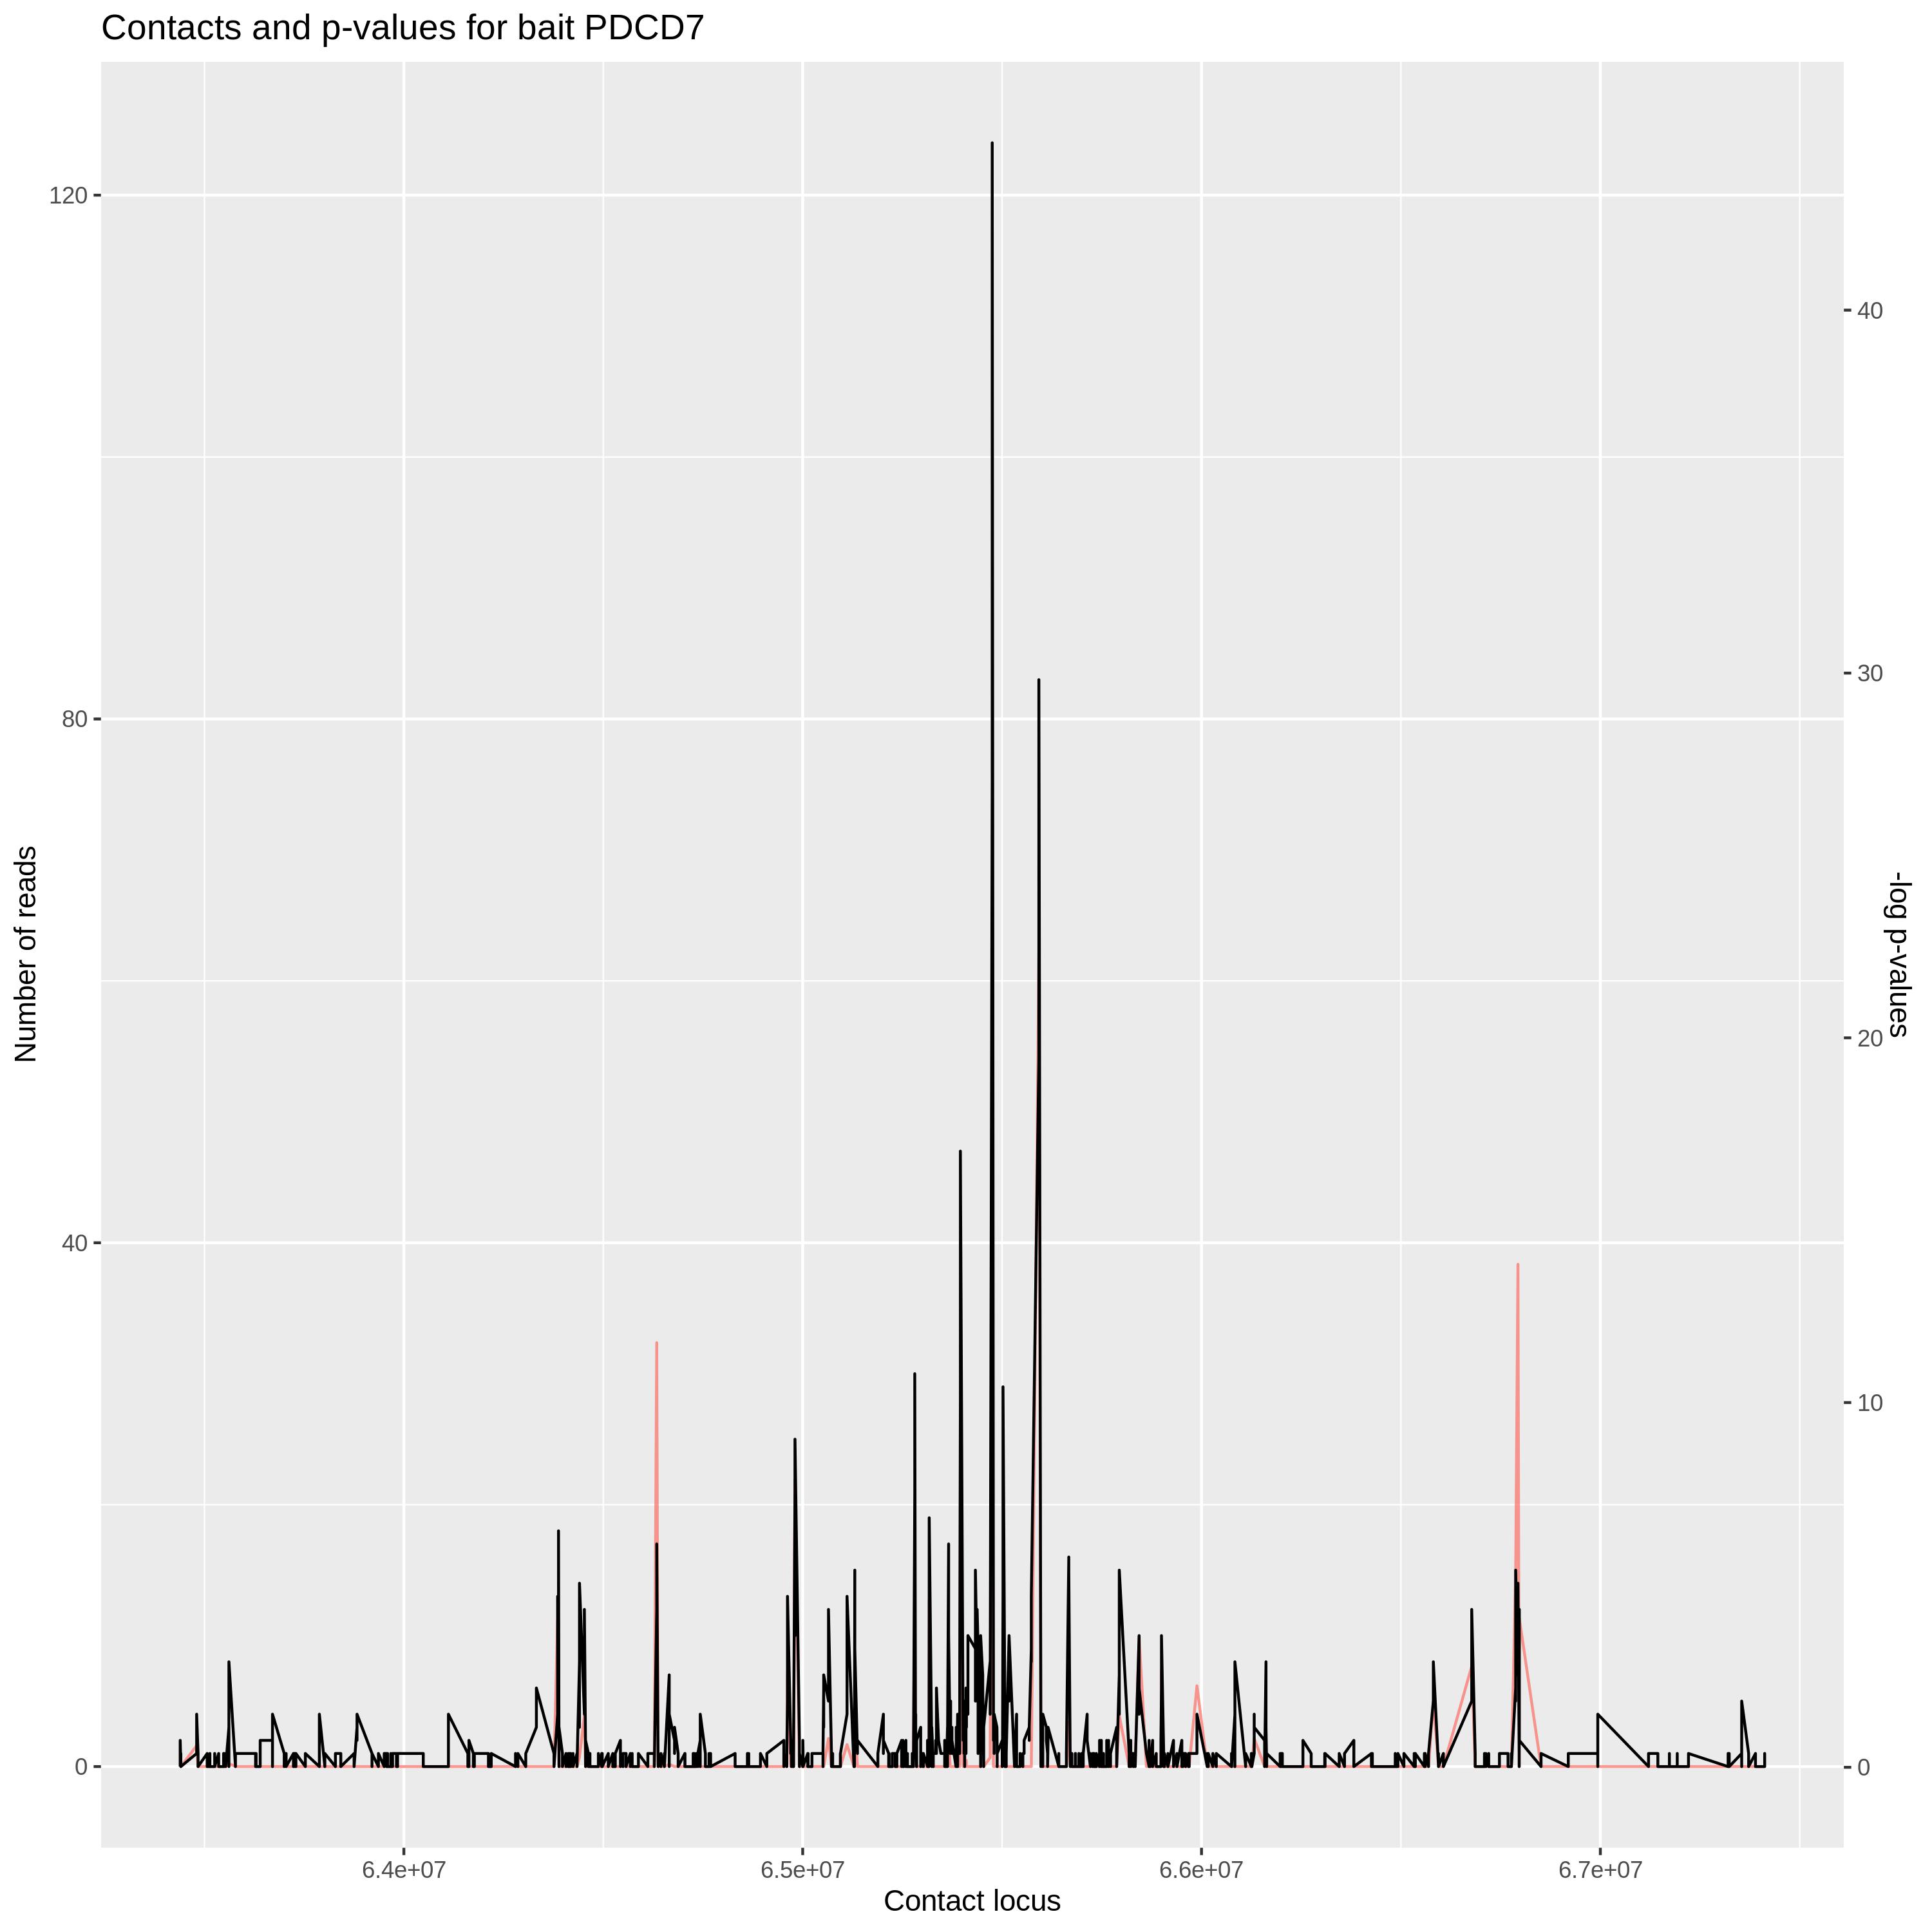 Contacts and p-values for bait PDCD7
120
80
40
0
Number of reads
40
30
20
10
0
-log p-values
6.4e+07
6.5e+07
6.6e+07
6.7e+07
Contact locus